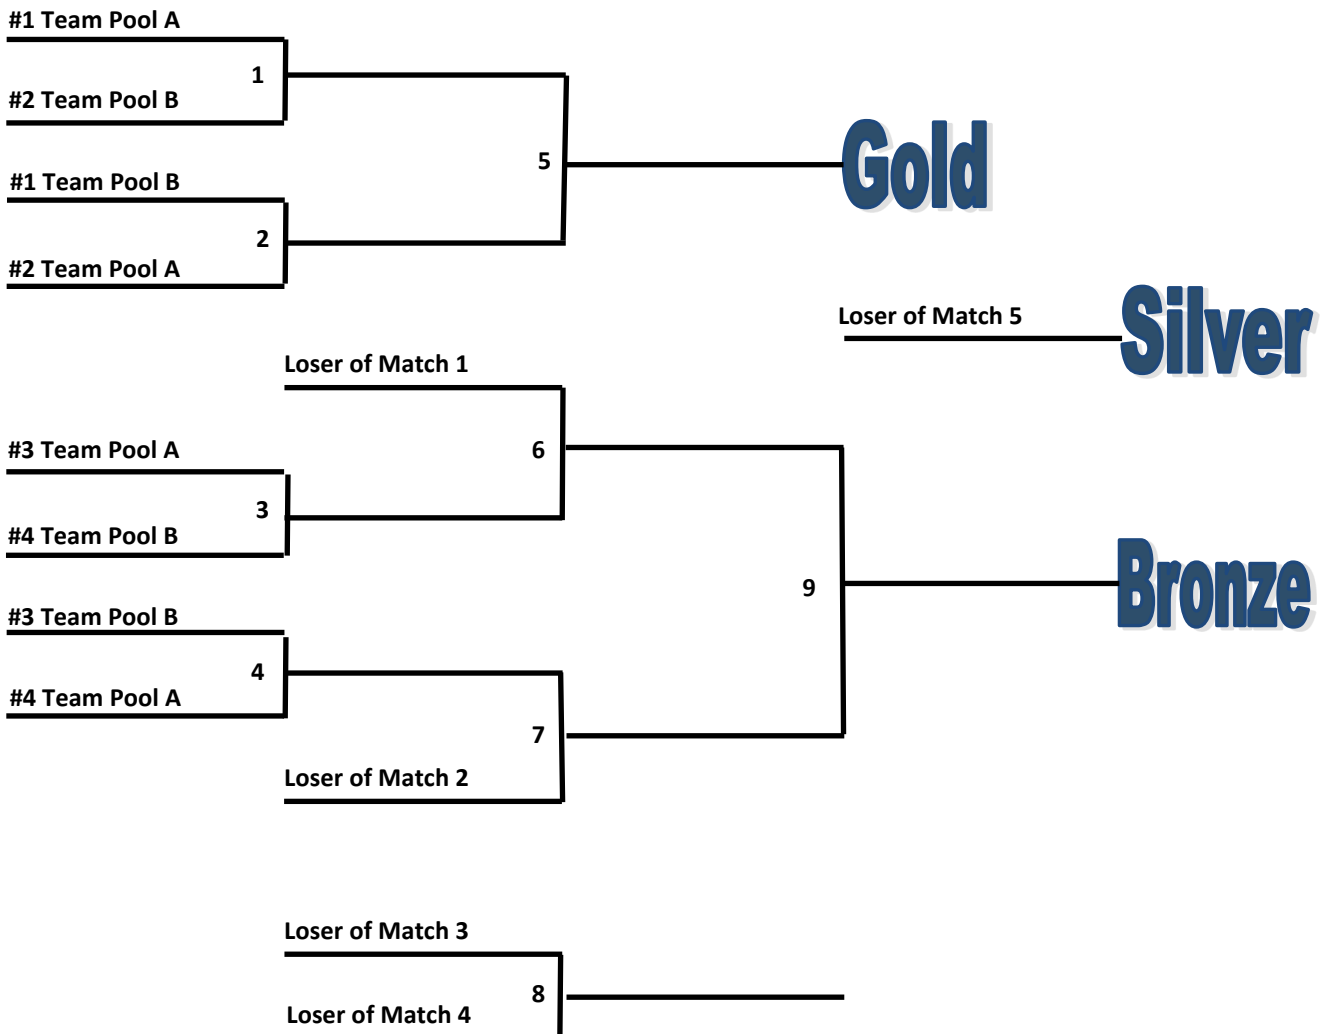 #1 Team Pool A
1
#2 Team Pool B
5
Gold
#1 Team Pool B
2
#2 Team Pool A
Loser of Match 5
Silver
Loser of Match 1
#3 Team Pool A
6
3
#4 Team Pool B
9
Bronze
#3 Team Pool B
4
#4 Team Pool A
7
Loser of Match 2
Loser of Match 3
8
Loser of Match 4